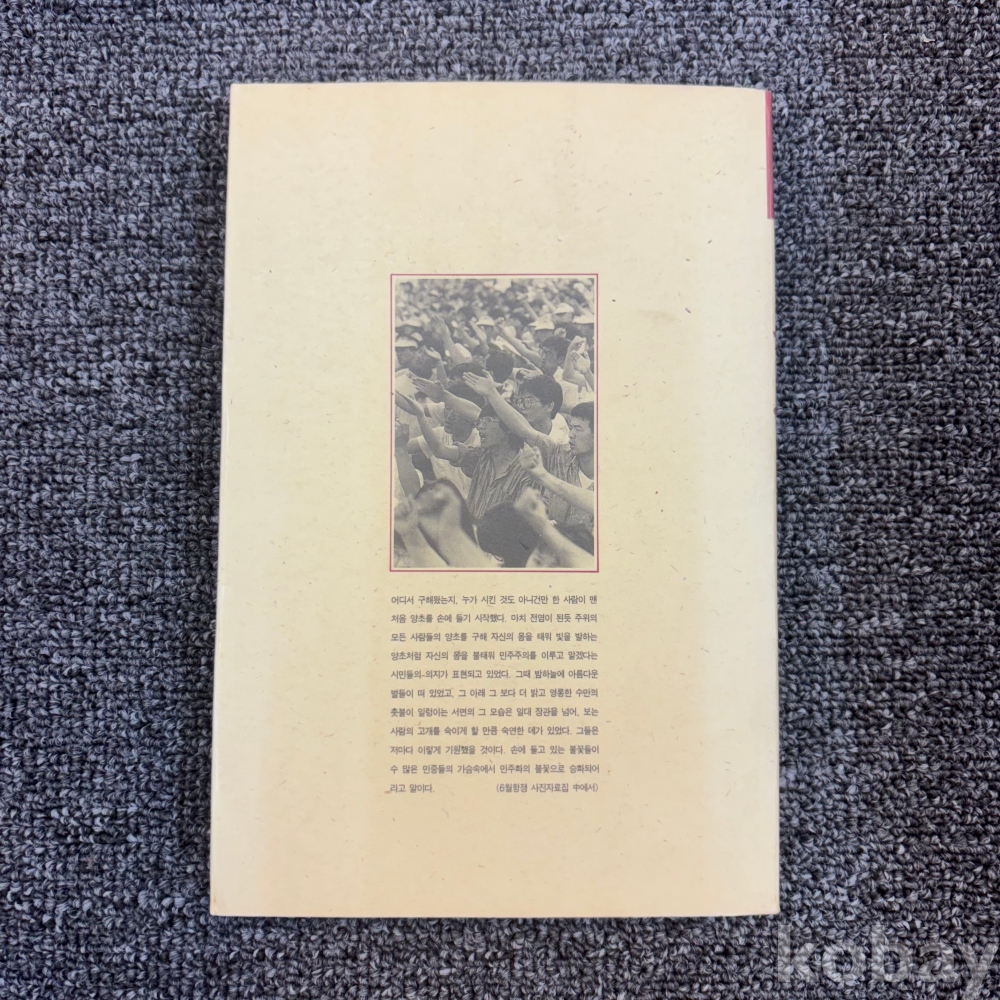 어디서 구해왔는지, 누가 시킨 것도 아니건만 한 사람이 맨
처음 양초를 손에 들기 시작했다. 마치 전염이 된듯 주위의
모든 사람들의 양초를 구해 자신의 몸을 태워 빛을 발하는
양초처럼 자신의 몸을 불태워 민주주의를 이루고 말겠다는
시민들의 의지가 표현되고 있었다. 그때 밤하늘에 아름다운
별들이 떠 있었고, 그 아래 그 보다 더 밝고 영롱한 수만의
촛불이 일렁이는 서면의 그 모습은 일대 장관을 넘어, 보는
사람의 고개를 숙이게 할 만큼 숙연한 데가 있었다. 그들은
저마다 이렇게 기원했을 것이다. 손에 들고 있는 불꽃들이
수 많은 민중들의 가슴속에서 민주화의 불꽃으로 승화되어
라고 말이다. (6월항쟁 사진자료집 中에서)
kobay